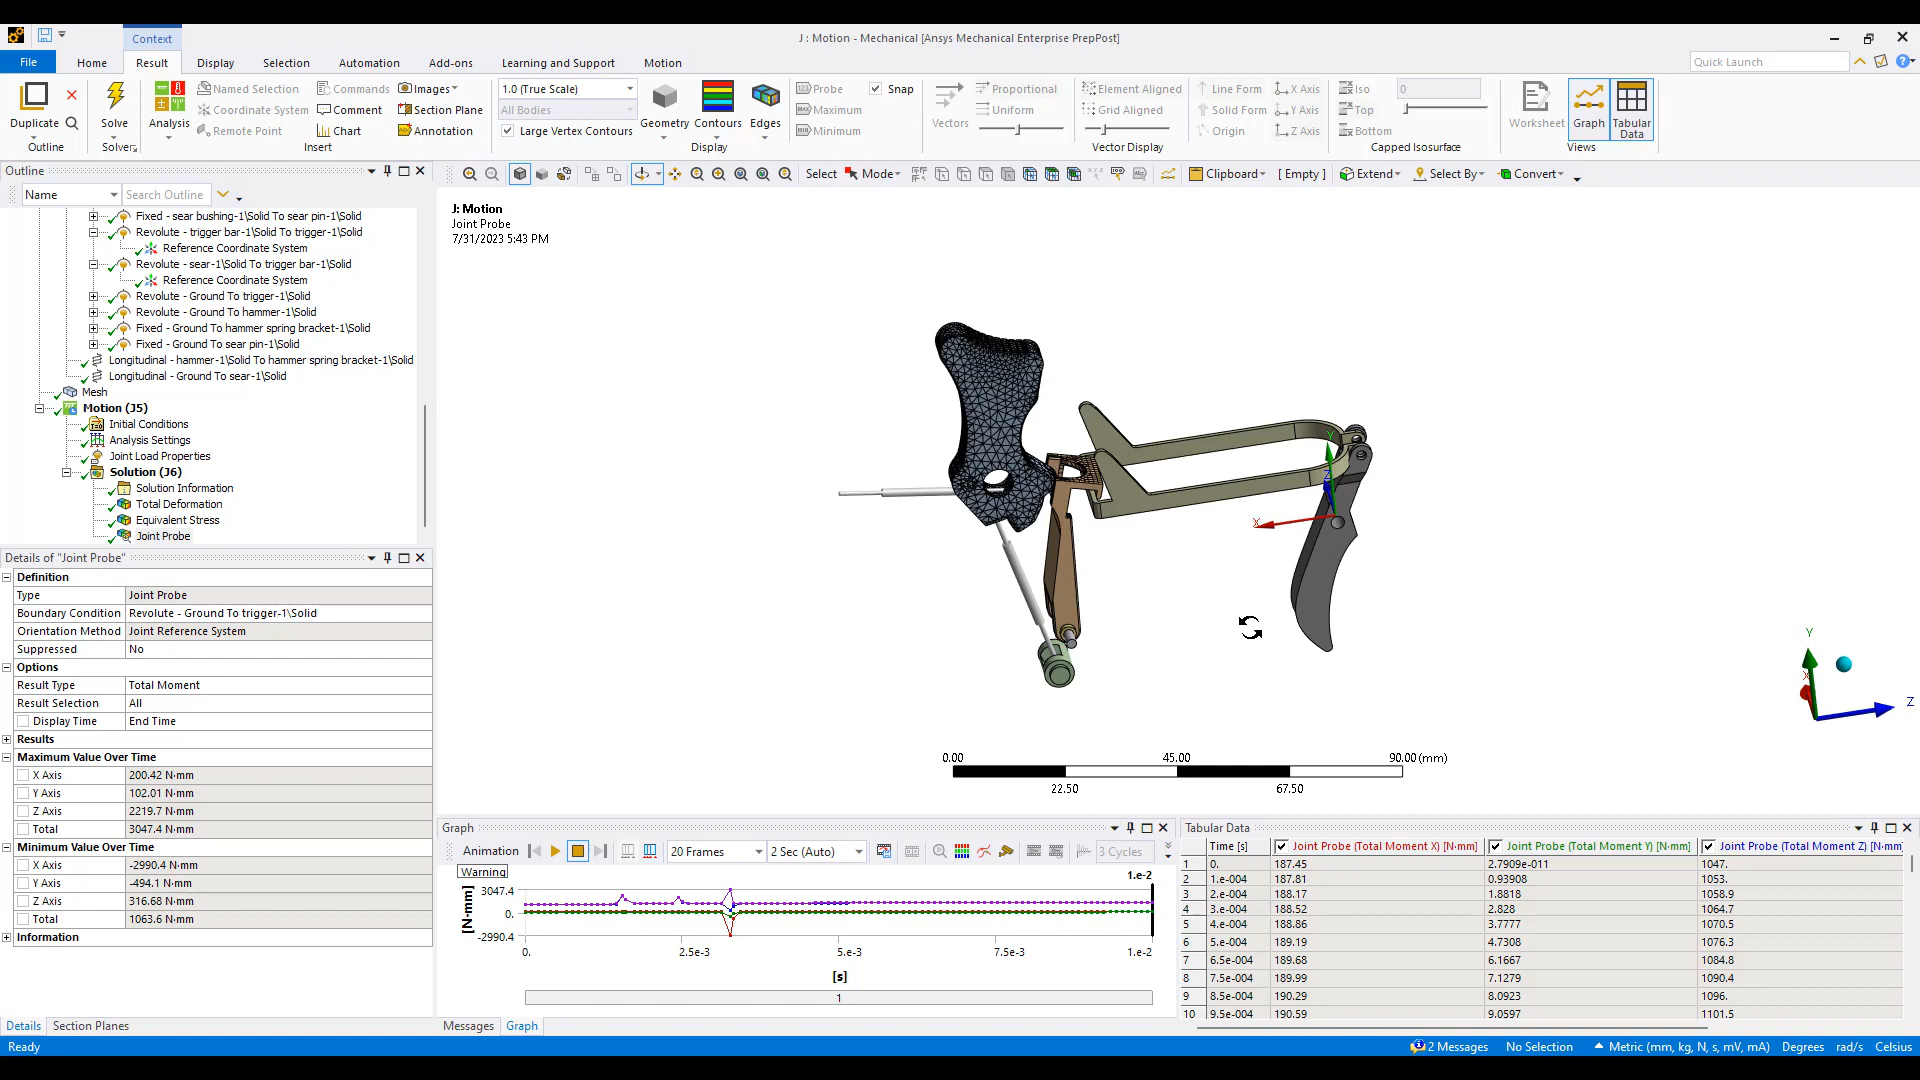 Context
J : Motion - Mechanical [Ansys Mechanical Enterprise PrepPost]
File Home Result Display Selection Automation Add-ons Learning and Support Motion Quick Launch
Duplicate Solve Analysis Named Selection Commands Images 1.0 (True Scale) Geometry Contours Edges Probe Snap Vectors Proportional Element Aligned Line Form X Axis Iso 0 Worksheet Graph Tabular Data
Coordinate System Comment Section Plane All Bodies Maximum Uniform Grid Aligned Solid Form Y Axis Top
Remote Point Chart Annotation Large Vertex Contours Minimum Origin Z Axis Bottom
Outline Solver Insert Display Vector Display Capped Isosurface Views
Outline
Select Mode Clipboard [ Empty ] Extend Select By Convert
Name Search Outline
Fixed - sear bushing-1\Solid To sear pin-1\Solid
Revolute - trigger bar-1\Solid To trigger-1\Solid
Reference Coordinate System
Revolute - sear-1\Solid To trigger bar-1\Solid
Reference Coordinate System
Revolute - Ground To trigger-1\Solid
Revolute - Ground To hammer-1\Solid
Fixed - Ground To hammer spring bracket-1\Solid
Fixed - Ground To sear pin-1\Solid
Longitudinal - hammer-1\Solid To hammer spring bracket-1\Solid
Longitudinal - Ground To sear-1\Solid
Mesh
Motion (J5)
Initial Conditions
Analysis Settings
Joint Load Properties
Solution (J6)
Solution Information
Total Deformation
Equivalent Stress
Joint Probe
J: Motion
Joint Probe
7/31/2023 5:43 PM
Y
Z
X
Y
X
Z
0.00 45.00 90.00 (mm)
22.50 67.50
Details of "Joint Probe"
Definition
Type Joint Probe
Boundary Condition Revolute - Ground To trigger-1\Solid
Orientation Method Joint Reference System
Suppressed No
Options
Result Type Total Moment
Result Selection All
Display Time End Time
Results
Maximum Value Over Time
X Axis 200.42 N·mm
Y Axis 102.01 N·mm
Z Axis 2219.7 N·mm
Total 3047.4 N·mm
Minimum Value Over Time
X Axis -2990.4 N·mm
Y Axis -494.1 N·mm
Z Axis 316.68 N·mm
Total 1063.6 N·mm
Information
Details Section Planes
Graph
Animation 20 Frames 2 Sec (Auto) 3 Cycles
Warning
1.e-2
[N·mm]
3047.4
0.
-2990.4
0. 2.5e-3 5.e-3 7.5e-3 1.e-2
[s]
1
Messages Graph
Tabular Data
Time [s] Joint Probe (Total Moment X) [N·mm] Joint Probe (Total Moment Y) [N·mm] Joint Probe (Total Moment Z) [N·mm
1 0. 187.45 2.7909e-011 1047.
2 1.e-004 187.81 0.93908 1053.
3 2.e-004 188.17 1.8818 1058.9
4 3.e-004 188.52 2.828 1064.7
5 4.e-004 188.86 3.7777 1070.5
6 5.e-004 189.19 4.7308 1076.3
7 6.5e-004 189.68 6.1667 1084.8
8 7.5e-004 189.99 7.1279 1090.4
9 8.5e-004 190.29 8.0923 1096.
10 9.5e-004 190.59 9.0597 1101.5
Ready 2 Messages No Selection Metric (mm, kg, N, s, mV, mA) Degrees rad/s Celsius